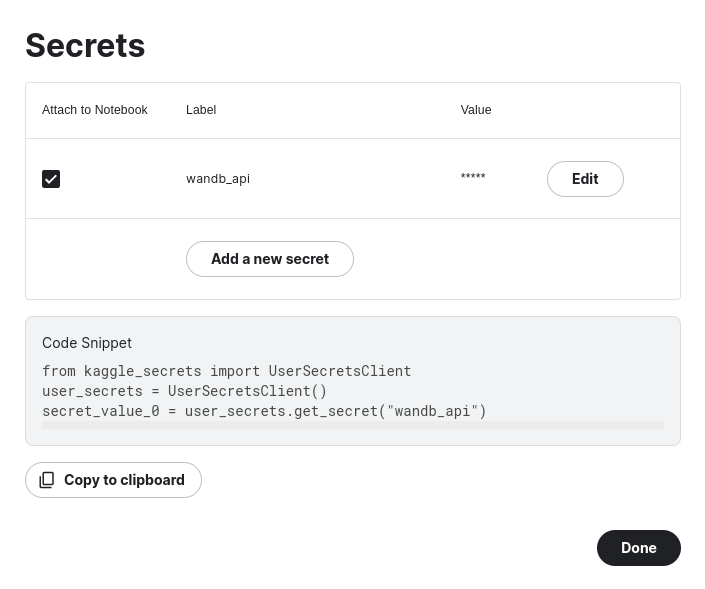 Secrets
Attach to Notebook Label Value
wandb_api ***** Edit
Add a new secret
Code Snippet
from kaggle_secrets import UserSecretsClient
user_secrets = UserSecretsClient()
secret_value_0 = user_secrets.get_secret("wandb_api")
Copy to clipboard
Done